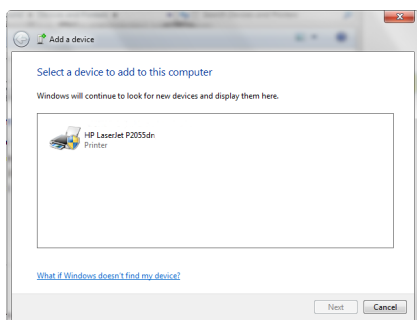 Add a device
Select a device to add to this computer
Windows will continue to look for new devices and display them here.
HP LaserJet P2055dn
Printer
What if Windows doesn't find my device?
Next
Cancel